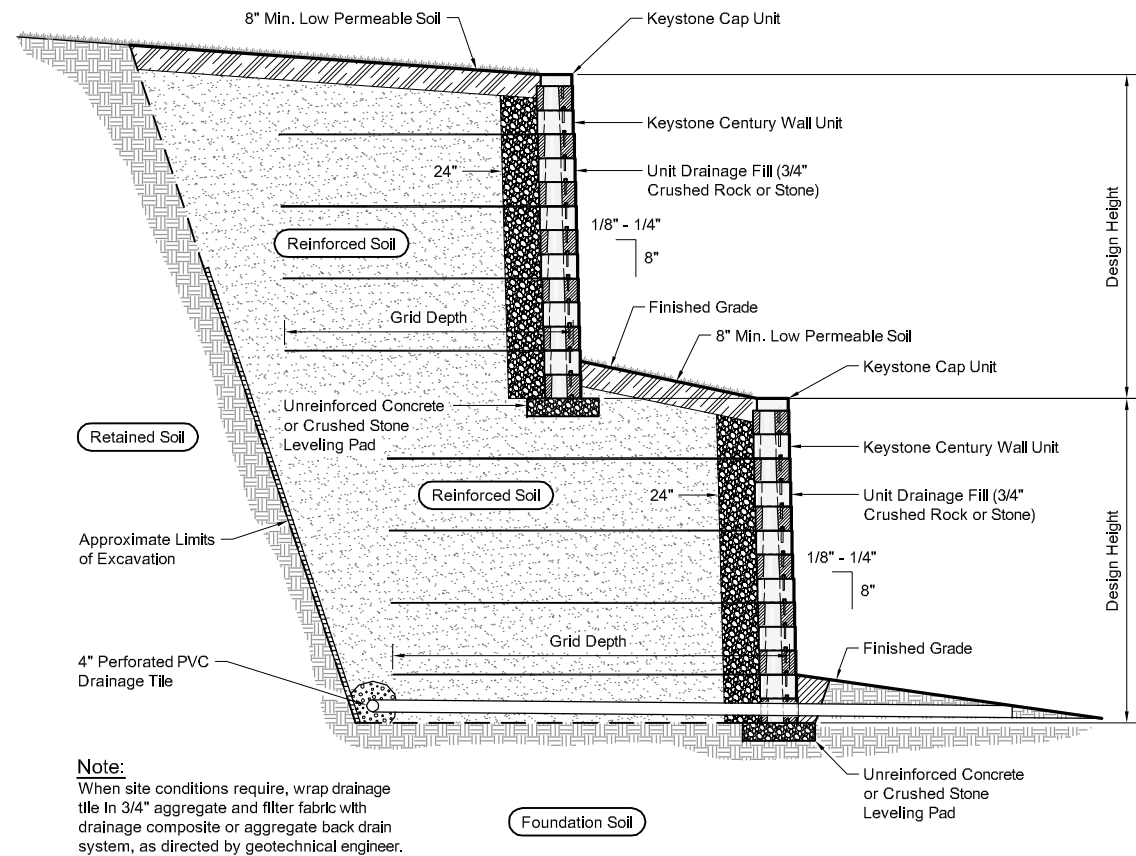 8" Min. Low Permeable Soil
Keystone Cap Unit
Keystone Century Wall Unit
24"
Unit Drainage Fill (3/4"
Crushed Rock or Stone)
1/8" - 1/4"
8"
Design Height
Reinforced Soil
Finished Grade
Grid Depth
8" Min. Low Permeable Soil
Keystone Cap Unit
Unreinforced Concrete
or Crushed Stone
Leveling Pad
Retained Soil
Keystone Century Wall Unit
Reinforced Soil
24"
Unit Drainage Fill (3/4"
Crushed Rock or Stone)
Approximate Limits
of Excavation
1/8" - 1/4"
8"
Design Height
Grid Depth
Finished Grade
4" Perforated PVC
Drainage Tile
Note:
When site conditions require, wrap drainage
tile in 3/4" aggregate and filter fabric with
drainage composite or aggregate back drain
system, as directed by geotechnical engineer.
Foundation Soil
Unreinforced Concrete
or Crushed Stone
Leveling Pad